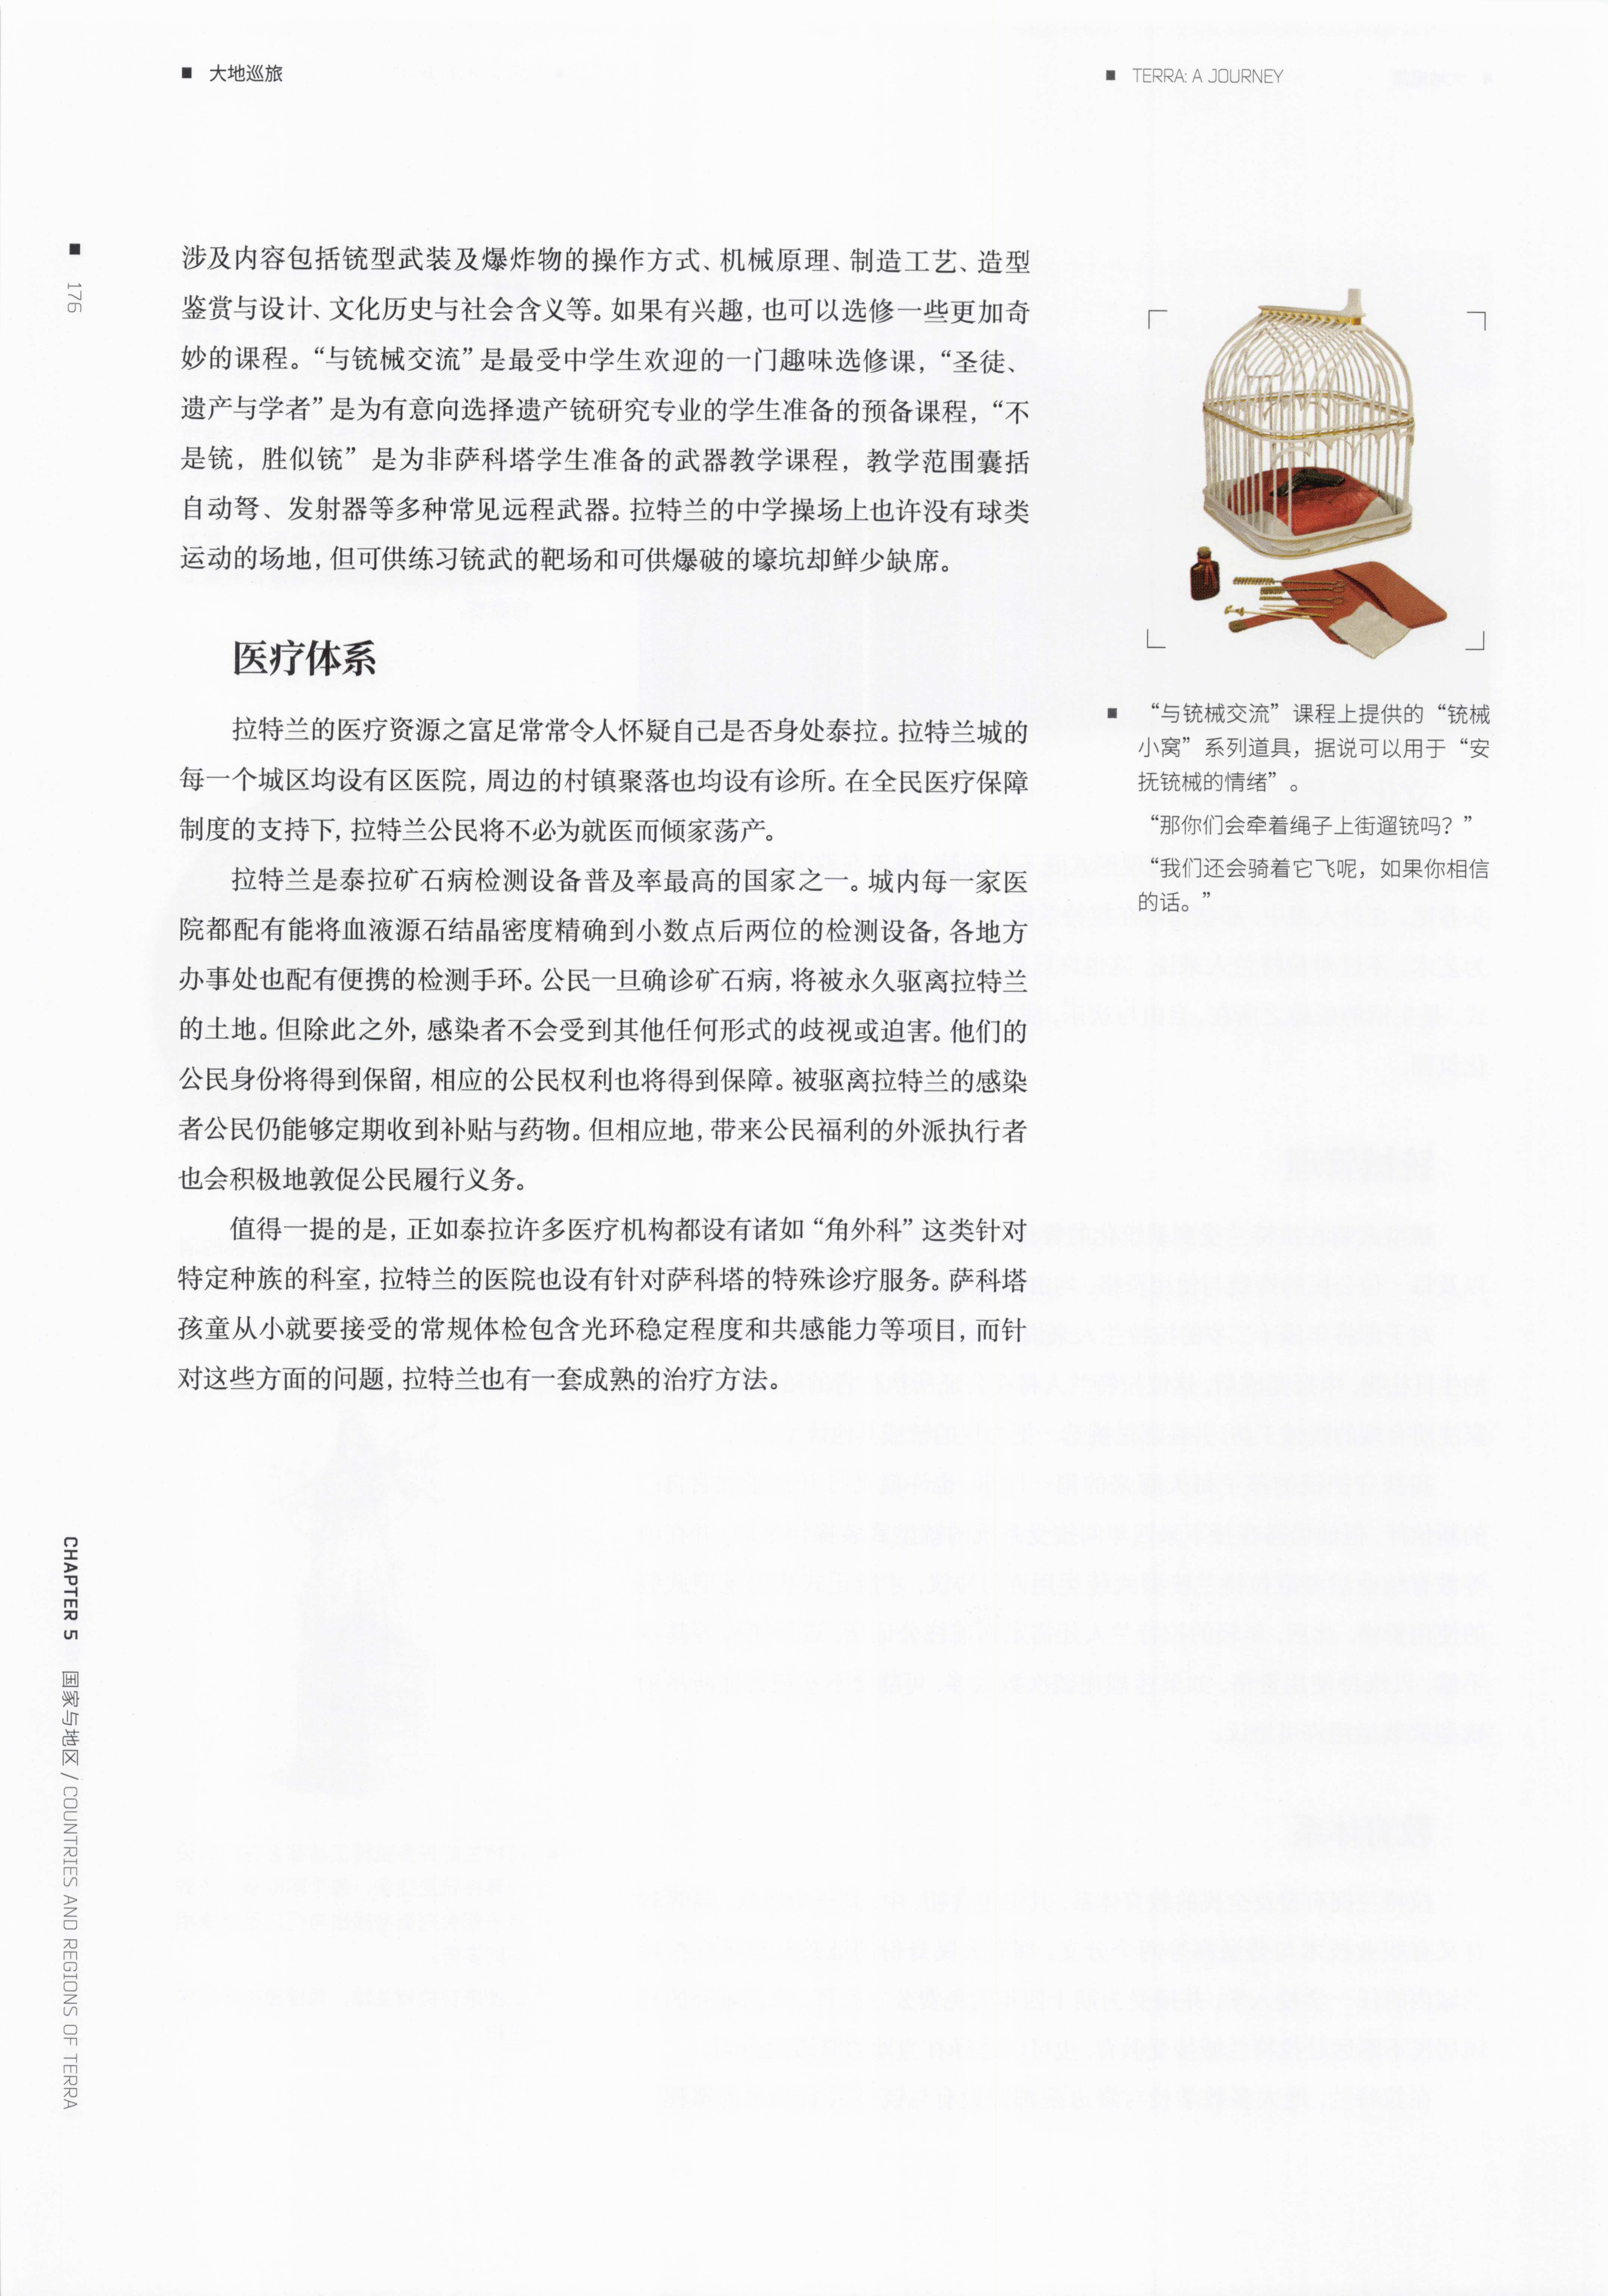 大地巡旅
TERRA: A JOURNEY
176
涉及内容包括铳型武装及爆炸物的操作方式、机械原理、制造工艺、造型
鉴赏与设计、文化历史与社会含义等。如果有兴趣，也可以选修一些更加奇
妙的课程。“与铳械交流”是最受中学生欢迎的一门趣味选修课，“圣徒、
遗产与学者”是为有意向选择遗产铳研究专业的学生准备的预备课程，“不
是铳，胜似铳”是为非萨科塔学生准备的武器教学课程，教学范围囊括
自动弩、发射器等多种常见远程武器。拉特兰的中学操场上也许没有球类
运动的场地，但可供练习铳武的靶场和可供爆破的壕坑却鲜少缺席。
医疗体系
拉特兰的医疗资源之富足常常令人怀疑自己是否身处泰拉。拉特兰城的
每一个城区均设有区医院，周边的村镇聚落也均设有诊所。在全民医疗保障
制度的支持下，拉特兰公民将不必为就医而倾家荡产。
拉特兰是泰拉矿石病检测设备普及率最高的国家之一。城内每一家医
院都配有能将血液源石结晶密度精确到小数点后两位的检测设备，各地方
办事处也配有便携的检测手环。公民一旦确诊矿石病，将被永久驱离拉特兰
的土地。但除此之外，感染者不会受到其他任何形式的歧视或迫害。他们的
公民身份将得到保留，相应的公民权利也将得到保障。被驱离拉特兰的感染
者公民仍能够定期收到补贴与药物。但相应地，带来公民福利的外派执行者
也会积极地敦促公民履行义务。
值得一提的是，正如泰拉许多医疗机构都设有诸如“角外科”这类针对
特定种族的科室，拉特兰的医院也设有针对萨科塔的特殊诊疗服务。萨科塔
孩童从小就要接受的常规体检包含光环稳定程度和共感能力等项目，而针
对这些方面的问题，拉特兰也有一套成熟的治疗方法。
“与铳械交流”课程上提供的“铳械
小窝”系列道具，据说可以用于“安
抚铳械的情绪”。
“那你们会牵着绳子上街遛铳吗？”
“我们还会骑着它飞呢，如果你相信
的话。”
CHAPTER 5 国家与地区 / COUNTRIES AND REGIONS OF TERRA